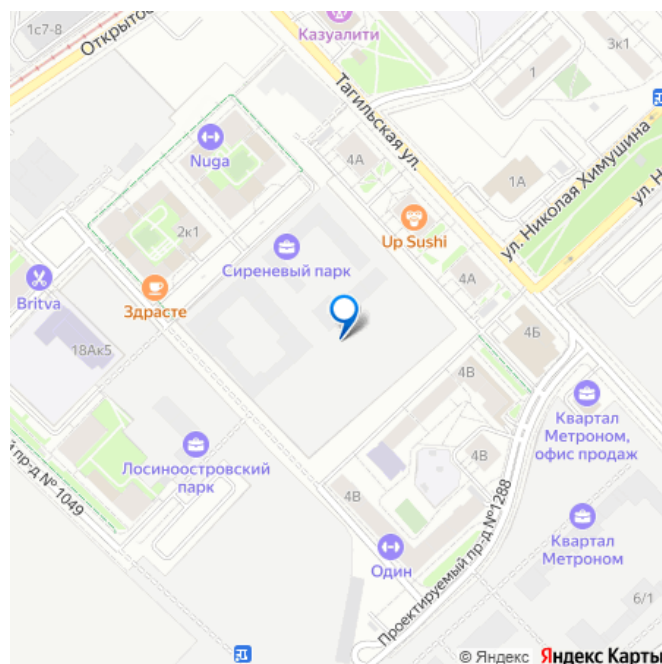 1с7-8
Открыто
Казуалити
3к1
1
Тагильская ул.
Nuga
4А
1А
ул. Николая Химушина
ул. Н
Up Sushi
2к1
Сиреневый парк
4А
Britva
Здрасте
4Б
18Ак5
4В
Квартал
Метроном,
офис продаж
Лосиноостровский
парк
4В
4В
й пр-д № 1049
Один
Проектируемый пр-д №1288
Квартал
Метроном
6/1
© Яндекс Яндекс Карты